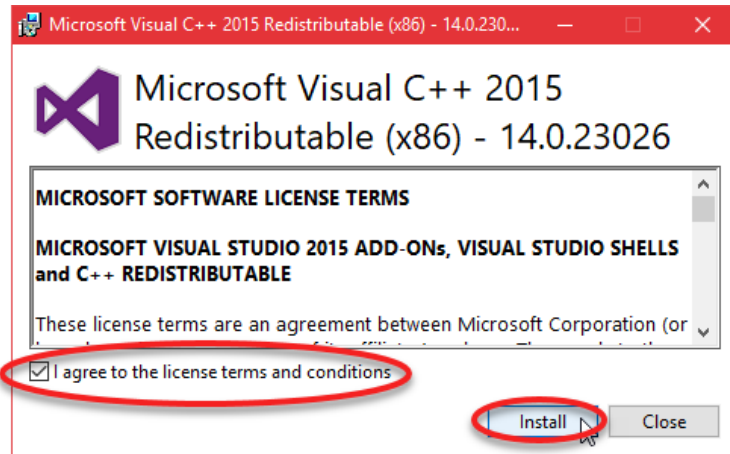 Microsoft Visual C++ 2015 Redistributable (x86) - 14.0.230...
Microsoft Visual C++ 2015
Redistributable (x86) - 14.0.23026
MICROSOFT SOFTWARE LICENSE TERMS
MICROSOFT VISUAL STUDIO 2015 ADD-ONs, VISUAL STUDIO SHELLS
and C++ REDISTRIBUTABLE
These license terms are an agreement between Microsoft Corporation (or
I agree to the license terms and conditions
Install
Close